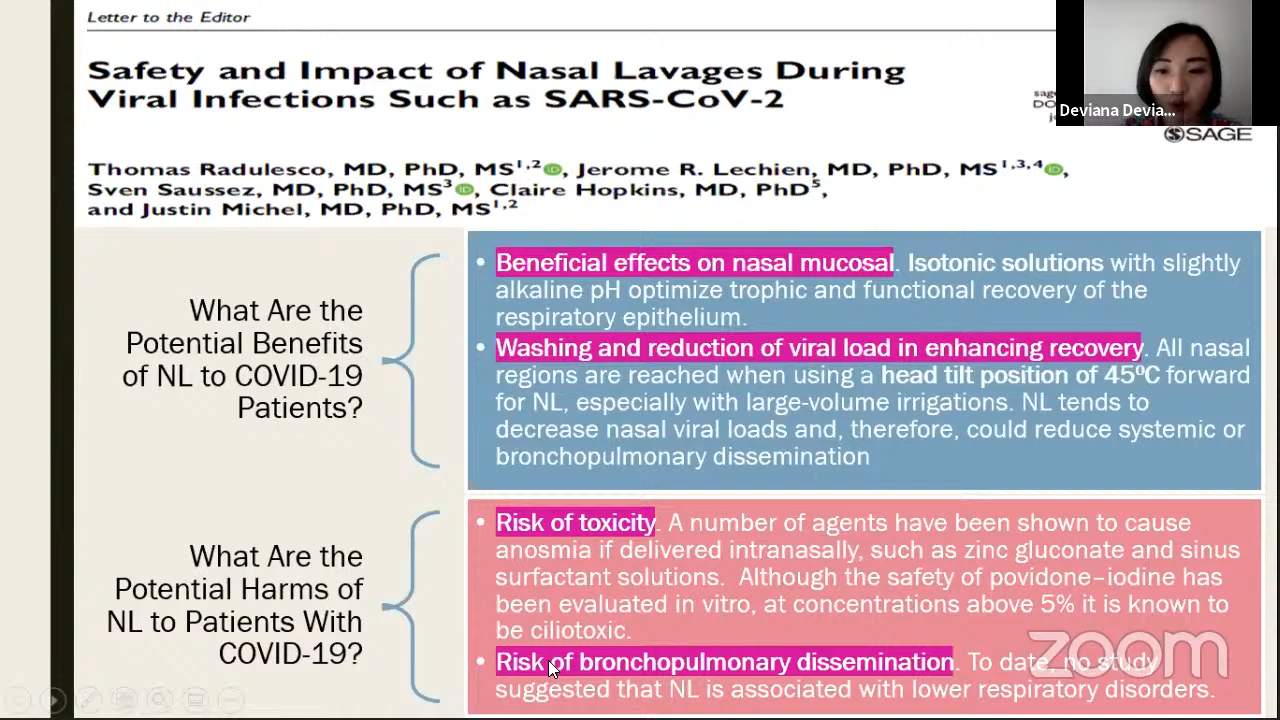 Letter to the Editor
Safety and Impact of Nasal Lavages During
Viral Infections Such as SARS-CoV-2
Deviana Devia...
SAGE
Thomas Radulesco, MD, PhD, MS1,2, Jerome R. Lechien, MD, PhD, MS1,3,4,
Sven Saussez, MD, PhD, MS3, Claire Hopkins, MD, PhD5,
and Justin Michel, MD, PhD, MS1,2
What Are the
Potential Benefits
of NL to COVID-19
Patients?
• Beneficial effects on nasal mucosal. Isotonic solutions with slightly
alkaline pH optimize trophic and functional recovery of the
respiratory epithelium.
• Washing and reduction of viral load in enhancing recovery. All nasal
regions are reached when using a head tilt position of 45ºC forward
for NL, especially with large-volume irrigations. NL tends to
decrease nasal viral loads and, therefore, could reduce systemic or
bronchopulmonary dissemination
What Are the
Potential Harms of
NL to Patients With
COVID-19?
• Risk of toxicity. A number of agents have been shown to cause
anosmia if delivered intranasally, such as zinc gluconate and sinus
surfactant solutions. Although the safety of povidone–iodine has
been evaluated in vitro, at concentrations above 5% it is known to
be ciliotoxic.
• Risk of bronchopulmonary dissemination. To date, no study
suggested that NL is associated with lower respiratory disorders.
zoom